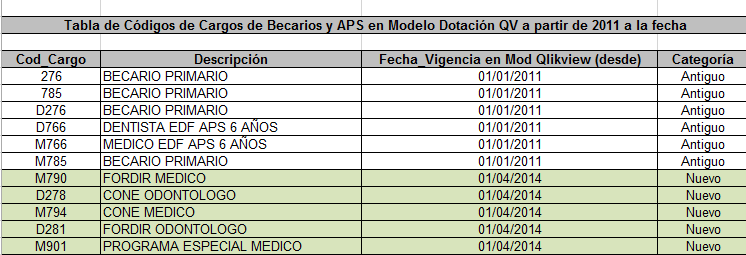 Tabla de Códigos de Cargos de Becarios y APS en Modelo Dotación QV a partir de 2011 a la fecha
Cod_Cargo Descripción Fecha_Vigencia en Mod Qlikview (desde) Categoría
276 BECARIO PRIMARIO 01/01/2011 Antiguo
785 BECARIO PRIMARIO 01/01/2011 Antiguo
D276 BECARIO PRIMARIO 01/01/2011 Antiguo
D766 DENTISTA EDF APS 6 AÑOS 01/01/2011 Antiguo
M766 MEDICO EDF APS 6 AÑOS 01/01/2011 Antiguo
M785 BECARIO PRIMARIO 01/01/2011 Antiguo
M790 FORDIR MEDICO 01/04/2014 Nuevo
D278 CONE ODONTOLOGO 01/04/2014 Nuevo
M794 CONE MEDICO 01/04/2014 Nuevo
D281 FORDIR ODONTOLOGO 01/04/2014 Nuevo
M901 PROGRAMA ESPECIAL MEDICO 01/04/2014 Nuevo